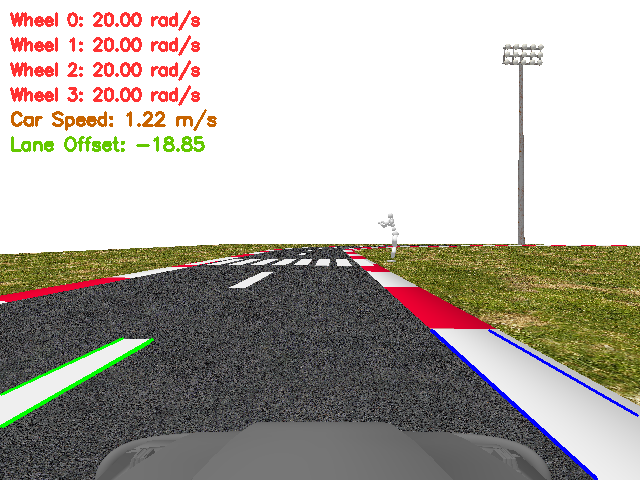 Wheel 0: 20.00 rad/s
Wheel 1: 20.00 rad/s
Wheel 2: 20.00 rad/s
Wheel 3: 20.00 rad/s
Car Speed: 1.22 m/s
Lane Offset: -18.85